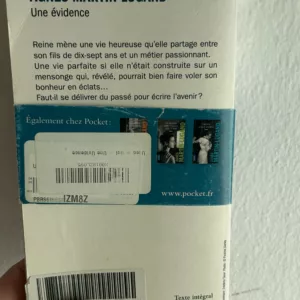 AGNÈS MARTIN-LUGAND
Une évidence
Reine mène une vie heureuse qu'elle partage entre
son fils de dix-sept ans et un métier passionnant.
Une vie parfaite si elle n'était construite sur un
mensonge qui, révélé, pourrait bien faire voler son
bonheur en éclats…
Faut-il se délivrer du passé pour écrire l'avenir ?
Également chez Pocket :
IZM8Z
www.pocket.fr
Texte intégral